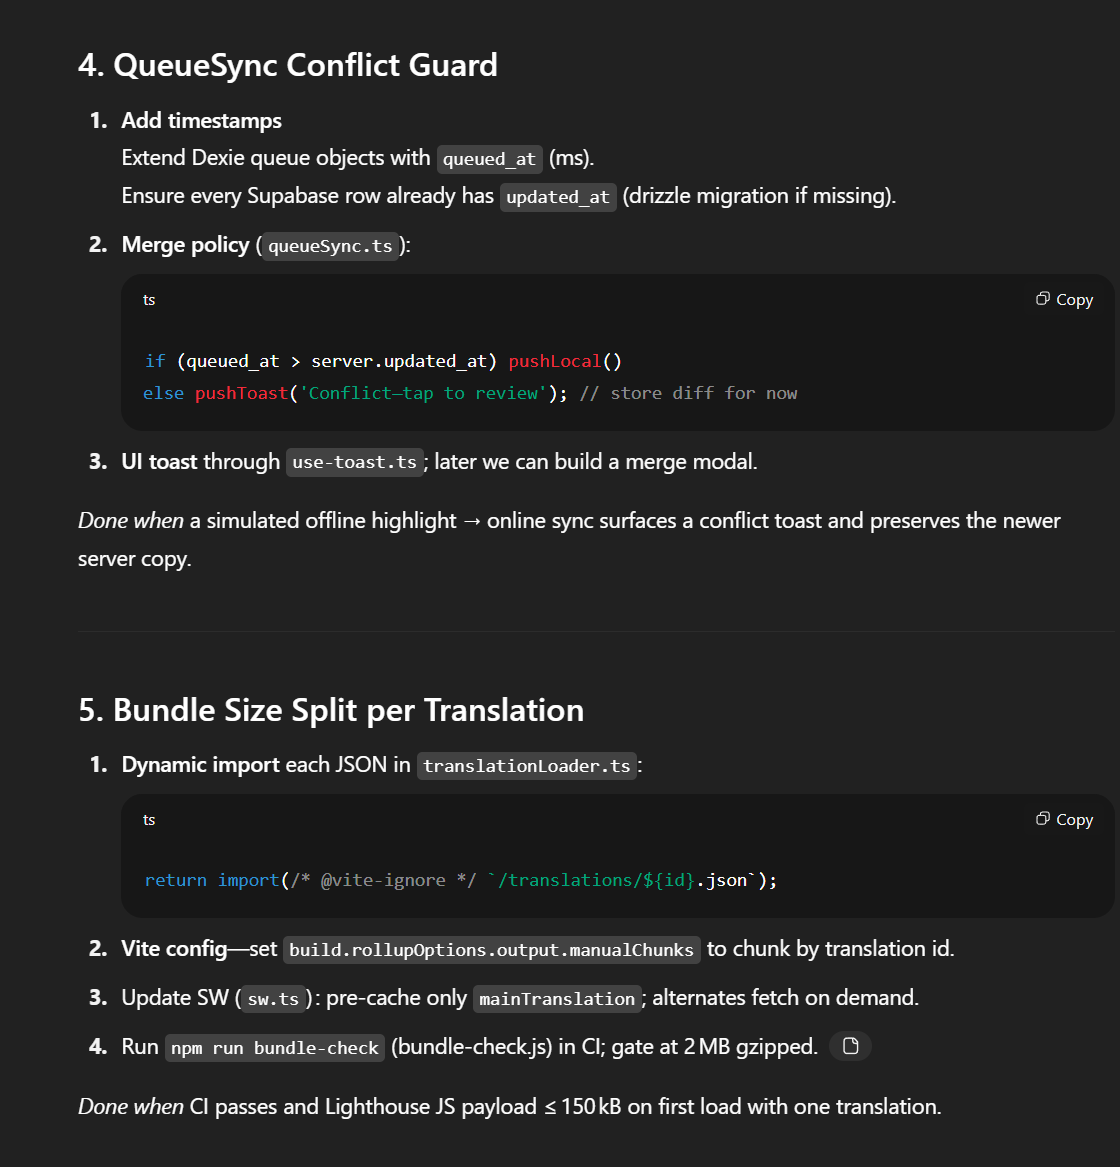 4. QueueSync Conflict Guard
1. Add timestamps
Extend Dexie queue objects with queued_at (ms).
Ensure every Supabase row already has updated_at (drizzle migration if missing).
2. Merge policy (queueSync.ts):
ts
Copy
if (queued_at > server.updated_at) pushLocal()
else pushToast('Conflict—tap to review'); // store diff for now
3. UI toast through use-toast.ts; later we can build a merge modal.
Done when a simulated offline highlight → online sync surfaces a conflict toast and preserves the newer
server copy.
5. Bundle Size Split per Translation
1. Dynamic import each JSON in translationLoader.ts:
ts
Copy
return import(/* @vite-ignore */ `/translations/${id}.json`);
2. Vite config—set build.rollupOptions.output.manualChunks to chunk by translation id.
3. Update SW (sw.ts): pre-cache only mainTranslation; alternates fetch on demand.
4. Run npm run bundle-check (bundle-check.js) in CI; gate at 2 MB gzipped.
Done when CI passes and Lighthouse JS payload ≤ 150 kB on first load with one translation.